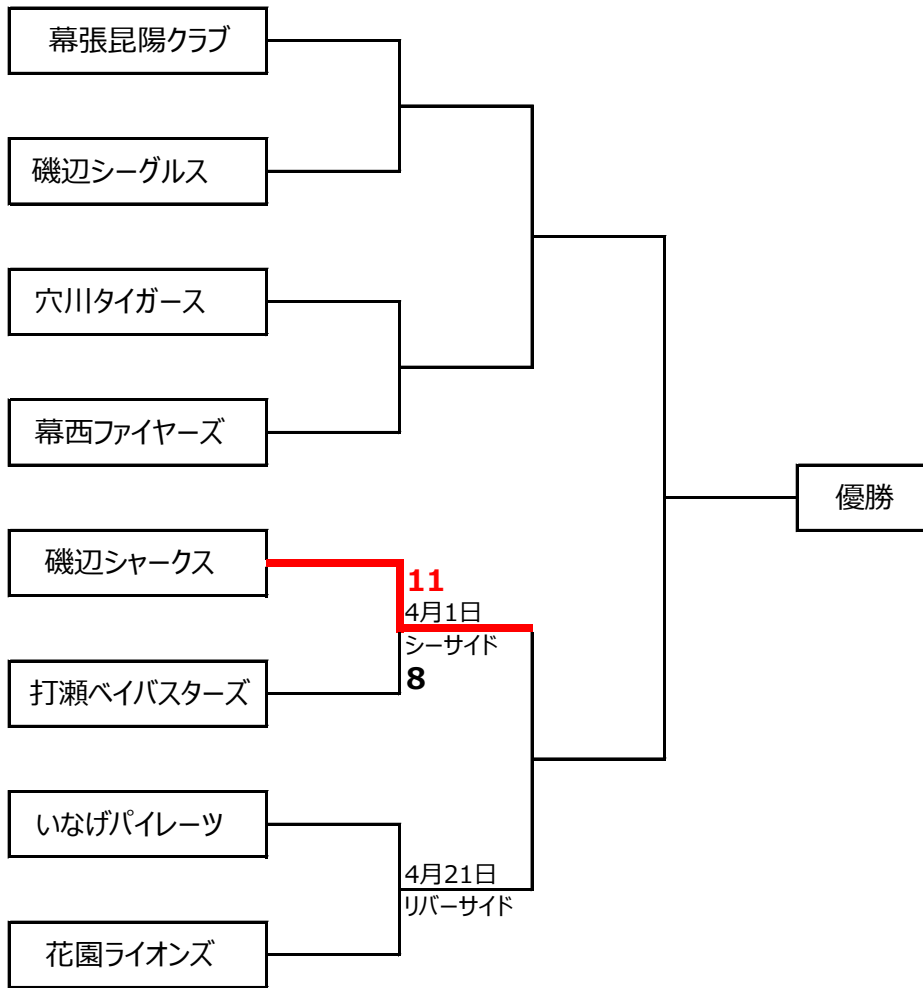 幕張昆陽クラブ
磯辺シーグルス
穴川タイガース
幕西ファイヤーズ
優勝
磯辺シャークス
11
4月1日
シーサイド
8
打瀬ベイバスターズ
いなげパイレーツ
4月21日
リバーサイド
花園ライオンズ